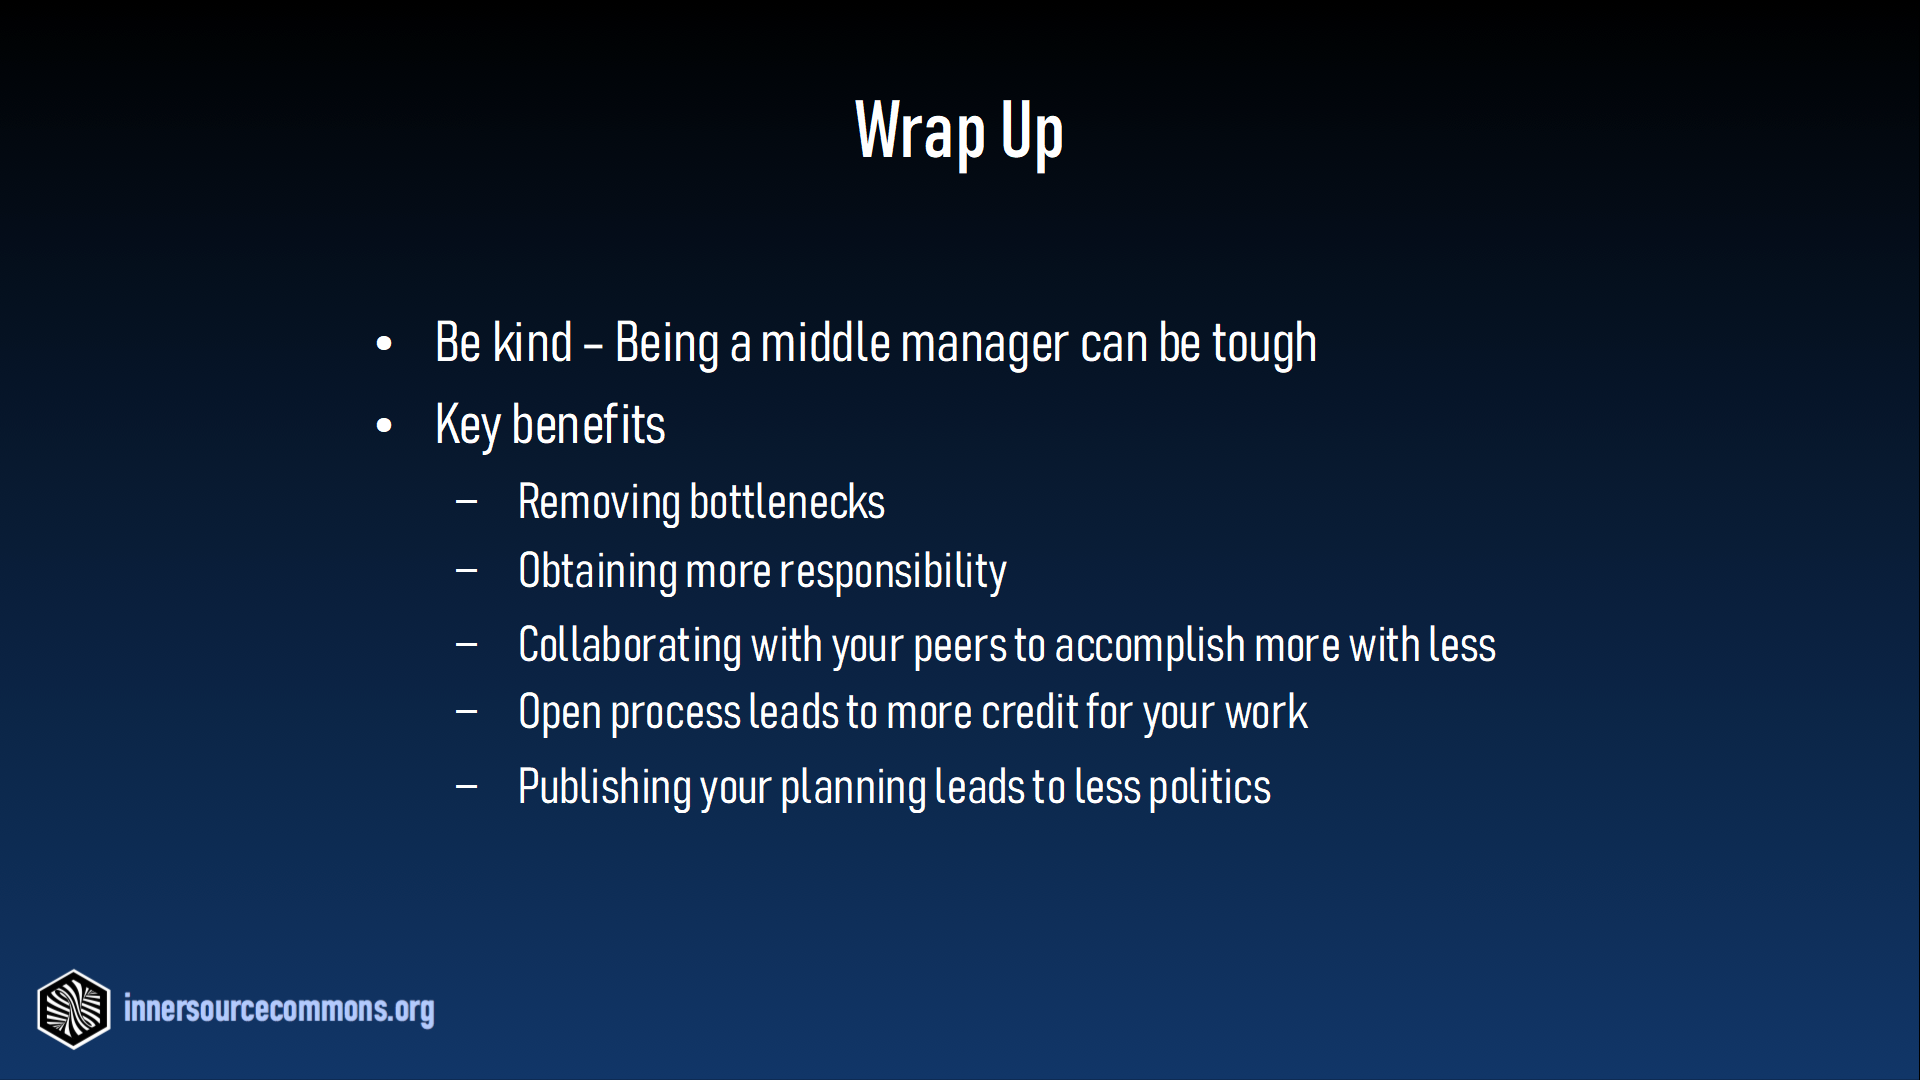 Wrap Up
• Be kind – Being a middle manager can be tough
• Key benefits
– Removing bottlenecks
– Obtaining more responsibility
– Collaborating with your peers to accomplish more with less
– Open process leads to more credit for your work
– Publishing your planning leads to less politics
innersourcecommons.org